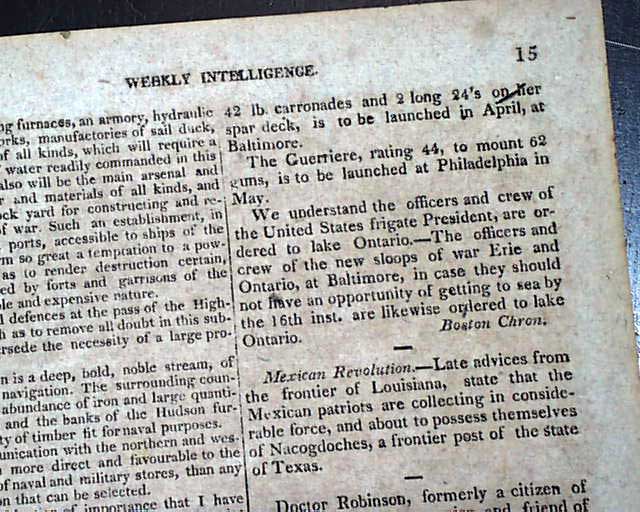 15
WEEKLY INTELLIGENCE.
furnaces, an armory, hydraulic
manufactories of sail duck,
of all kinds, which will require a
water readily commanded in this
also will be the main arsenal and
and materials of all kinds, and
yard for constructing and re-
of war. Such an establishment, in
ports, accessible to ships of the
so great a temptation to a pow-
as to render destruction certain,
by forts and garrisons of the
and expensive nature.
defences at the pass of the High-
as to remove all doubt in this sub-
the necessity of a large pro-
is a deep, bold, noble stream, of
navigation. The surrounding coun-
abundance of iron and large quanti-
and the banks of the Hudson fur-
of timber fit for naval purposes.
with the northern and wes-
more direct and favourable to the
of naval and military stores, than any
that can be selected.
of importance that I have
42 lb. carronades and 2 long 24's on her
spar deck, is to be launched in April, at
Baltimore.
The Guerriere, rating 44, to mount 62
guns, is to be launched at Philadelphia in
May.
We understand the officers and crew of
the United States frigate President, are or-
dered to lake Ontario.—The officers and
crew of the new sloops of war Erie and
Ontario, at Baltimore, in case they should
not have an opportunity of getting to sea by
the 16th inst. are likewise ordered to lake
Ontario. Boston Chron.
Mexican Revolution.—Late advices from
the frontier of Louisiana, state that the
Mexican patriots are collecting in conside-
rable force, and about to possess themselves
of Nacogdoches, a frontier post of the state
of Texas.
Doctor Robinson, formerly a citizen of
and friend of